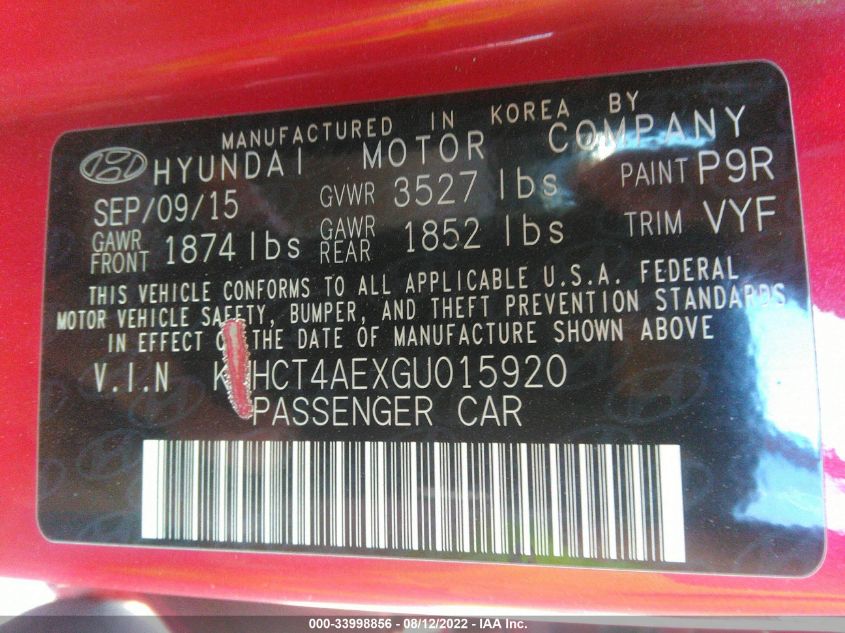 MANUFACTURED IN KOREA BY
HYUNDAI MOTOR COMPANY
SEP/09/15 GVWR 3527 lbs PAINT P9R
GAWR FRONT 1874 lbs GAWR REAR 1852 lbs TRIM VYF
THIS VEHICLE CONFORMS TO ALL APPLICABLE U.S.A. FEDERAL
MOTOR VEHICLE SAFETY, BUMPER, AND THEFT PREVENTION STANDARDS
IN EFFECT THE DATE OF MANUFACTURE SHOWN ABOVE
V.I.N K HCT4AEXGU015920
PASSENGER CAR
000-33998856 - 08/12/2022 - IAA Inc.